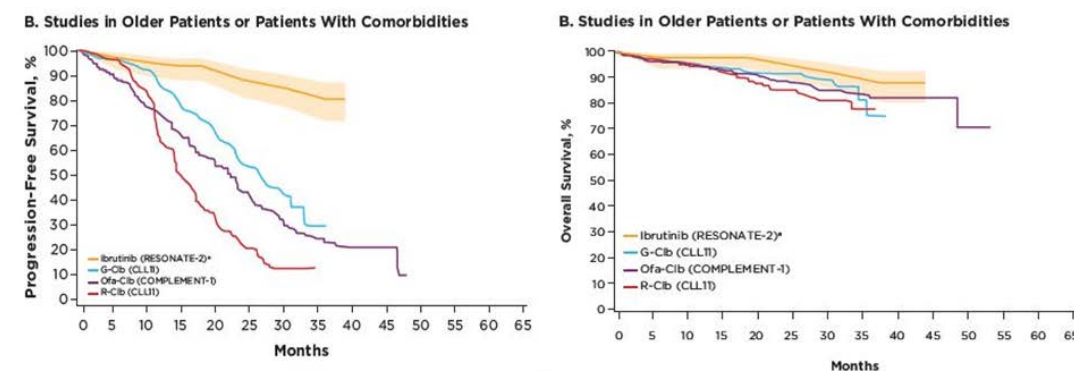 B. Studies in Older Patients or Patients With Comorbidities
Progression-Free Survival, %
100
90
80
70
60
50
40
30
20
10
0
Ibrutinib (RESONATE-2)ª
G-Clb (CLL11)
Ofa-Clb (COMPLEMENT-1)
R-Clb (CLL11)
0 5 10 15 20 25 30 35 40 45 50 55 60 65
Months
B. Studies in Older Patients or Patients With Comorbidities
Overall Survival, %
100
90
80
70
60
50
40
30
20
10
0
Ibrutinib (RESONATE-2)ª
G-Clb (CLL11)
Ofa-Clb (COMPLEMENT-1)
R-Clb (CLL11)
0 5 10 15 20 25 30 35 40 45 50 55 60 65
Months